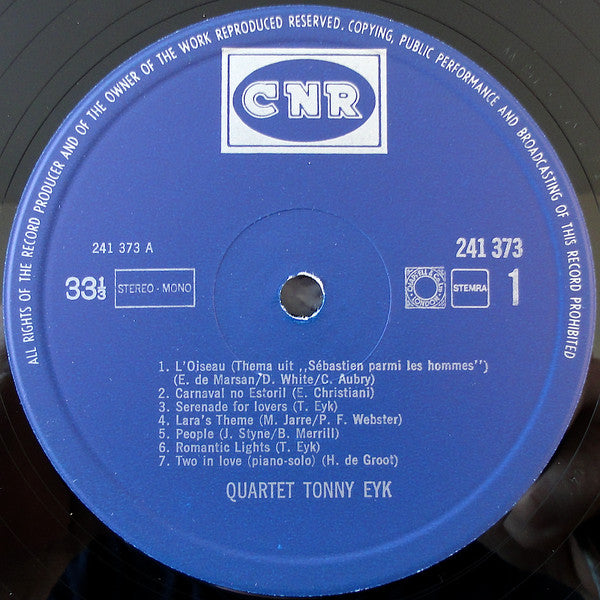 ALL RIGHTS OF THE RECORD PRODUCER AND OF THE OWNER OF THE WORK REPRODUCED RESERVED. COPYING, PUBLIC PERFORMANCE AND BROADCASTING OF THIS RECORD PROHIBITED
CNR
241 373 A
241 373
33⅓
STEREO - MONO
LONDON
STEMRA
1
1. L'Oiseau (Thema uit ,,Sébastien parmi les hommes")
(E. de Marsan/D. White/C. Aubry)
2. Carnaval no Estoril (E. Christiani)
3. Serenade for lovers (T. Eyk)
4. Lara's Theme (M. Jarre/P. F. Webster)
5. People (J. Styne/B. Merrill)
6. Romantic Lights (T. Eyk)
7. Two in love (piano-solo) (H. de Groot)
QUARTET TONNY EYK